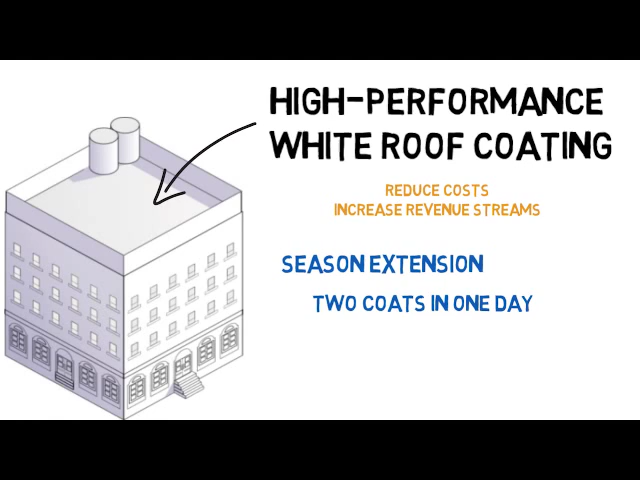 HIGH-PERFORMANCE
WHITE ROOF COATING
REDUCE COSTS
INCREASE REVENUE STREAMS
SEASON EXTENSION
TWO COATS IN ONE DAY